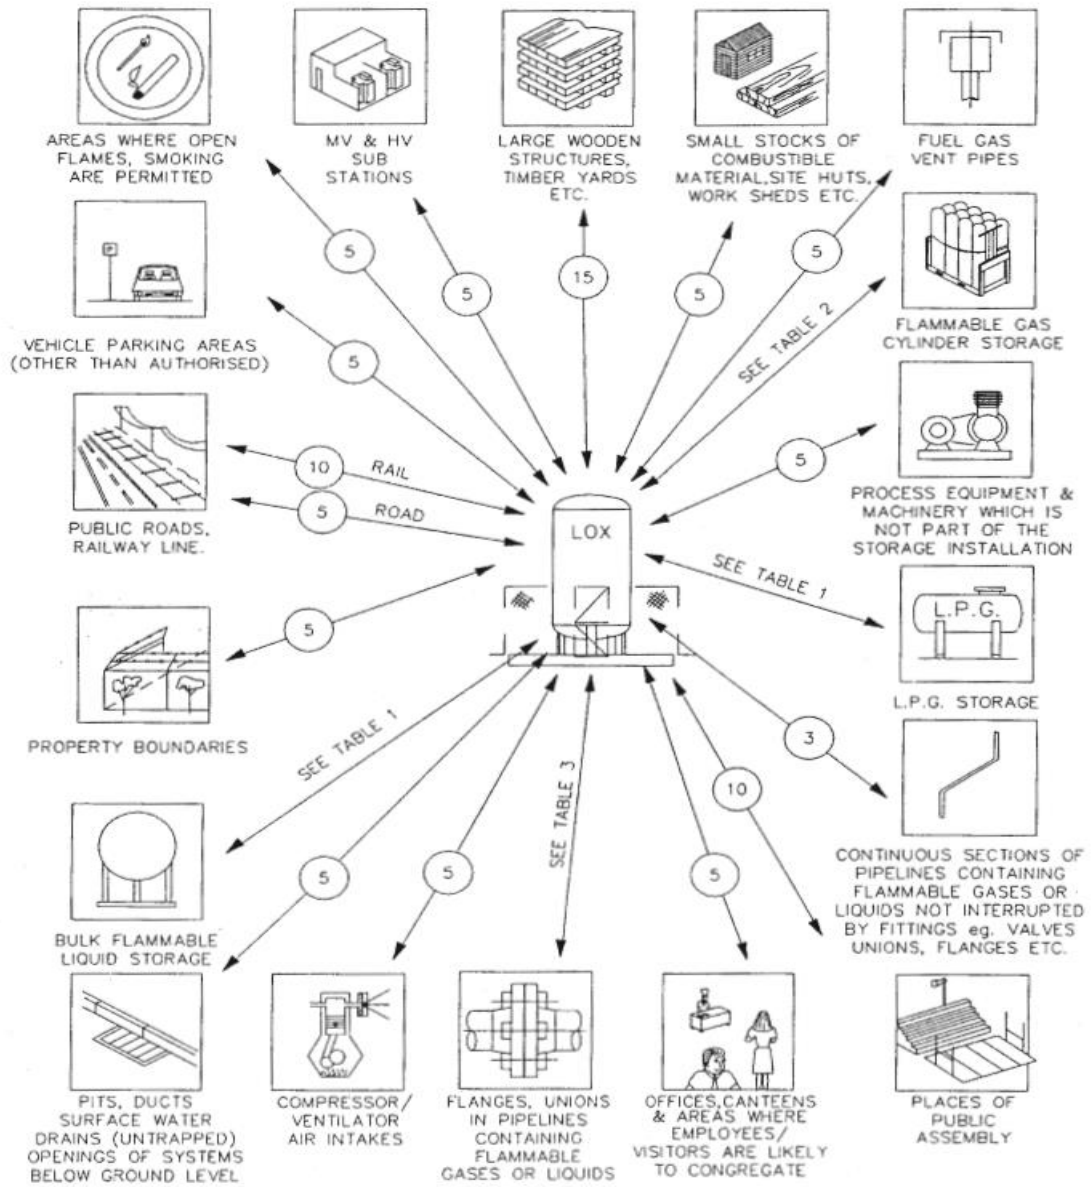 AREAS WHERE OPEN
FLAMES, SMOKING
ARE PERMITTED
MV & HV
SUB
STATIONS
LARGE WOODEN
STRUCTURES,
TIMBER YARDS
ETC.
SMALL STOCKS OF
COMBUSTIBLE
MATERIAL,SITE HUTS,
WORK SHEDS ETC.
FUEL GAS
VENT PIPES
5
5
15
5
5
P
VEHICLE PARKING AREAS
(OTHER THAN AUTHORISED)
5
SEE TABLE 2
FLAMMABLE GAS
CYLINDER STORAGE
10 RAIL
5 ROAD
PUBLIC ROADS,
RAILWAY LINE.
5
PROCESS EQUIPMENT &
MACHINERY WHICH IS
NOT PART OF THE
STORAGE INSTALLATION
LOX
SEE TABLE 1
L.P.G.
L.P.G. STORAGE
5
PROPERTY BOUNDARIES
SEE TABLE 1
BULK FLAMMABLE
LIQUID STORAGE
3
CONTINUOUS SECTIONS OF
PIPELINES CONTAINING
FLAMMABLE GASES OR
LIQUIDS NOT INTERRUPTED
BY FITTINGS eg. VALVES
UNIONS, FLANGES ETC.
5
5
SEE TABLE 3
5
10
PITS, DUCTS
SURFACE WATER
DRAINS (UNTRAPPED)
OPENINGS OF SYSTEMS
BELOW GROUND LEVEL
COMPRESSOR/
VENTILATOR
AIR INTAKES
FLANGES, UNIONS
IN PIPELINES
CONTAINING
FLAMMABLE
GASES OR LIQUIDS
OFFICES,CANTEENS
& AREAS WHERE
EMPLOYEES/
VISITORS ARE LIKELY
TO CONGREGATE
PLACES OF
PUBLIC
ASSEMBLY